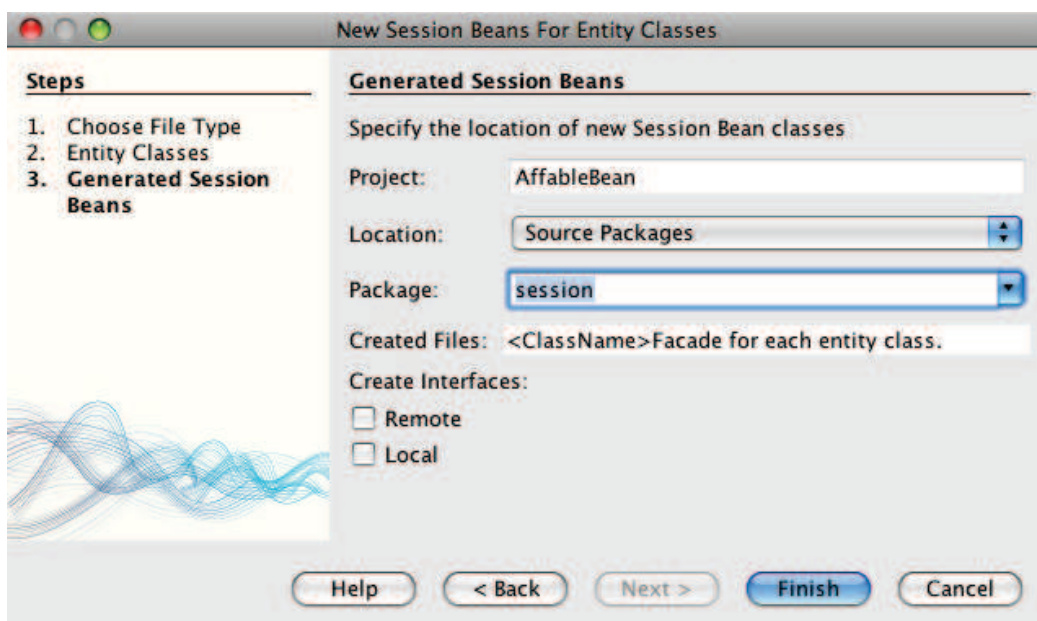 New Session Beans For Entity Classes
Steps
1. Choose File Type
2. Entity Classes
3. Generated Session
Beans
Generated Session Beans
Specify the location of new Session Bean classes
Project: AffableBean
Location: Source Packages
Package: session
Created Files: <ClassName>Facade for each entity class.
Create Interfaces:
Remote
Local
Help < Back Next > Finish Cancel